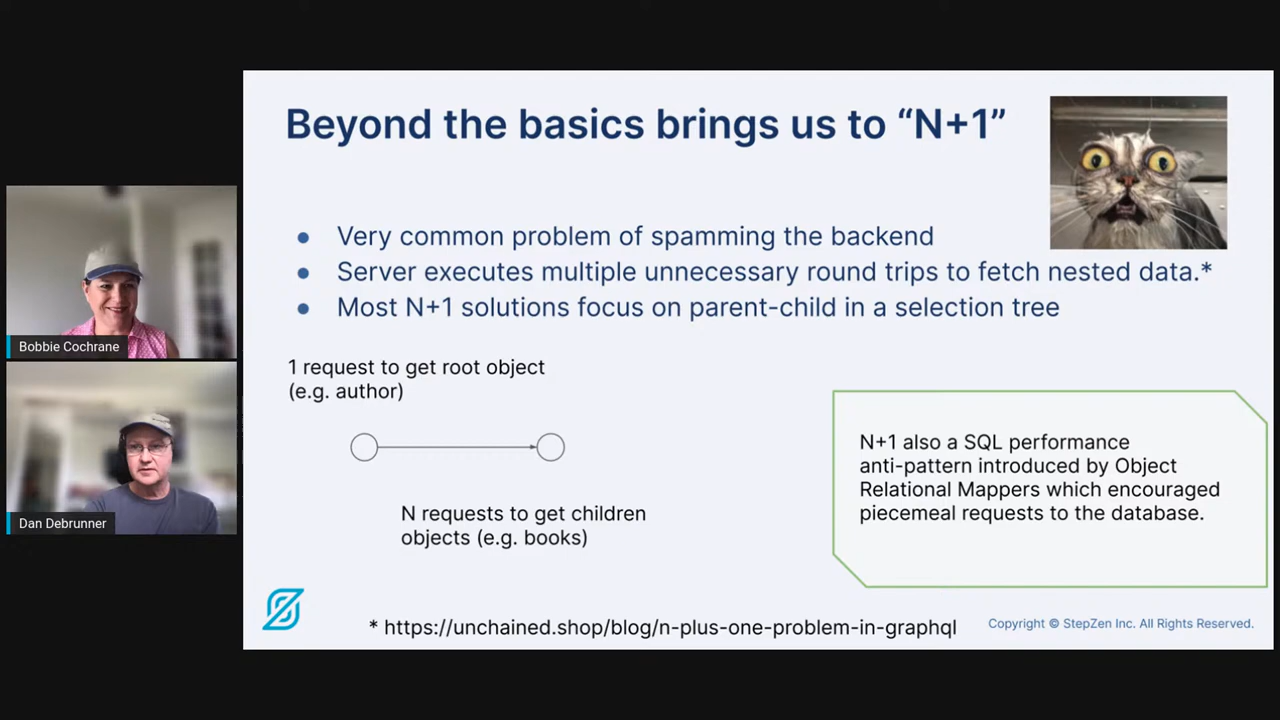 Beyond the basics brings us to “N+1”
● Very common problem of spamming the backend
● Server executes multiple unnecessary round trips to fetch nested data.*
● Most N+1 solutions focus on parent-child in a selection tree
1 request to get root object
(e.g. author)
N requests to get children
objects (e.g. books)
N+1 also a SQL performance
anti-pattern introduced by Object
Relational Mappers which encouraged
piecemeal requests to the database.
* https://unchained.shop/blog/n-plus-one-problem-in-graphql
Copyright © StepZen Inc. All Rights Reserved.
Bobbie Cochrane
Dan Debrunner